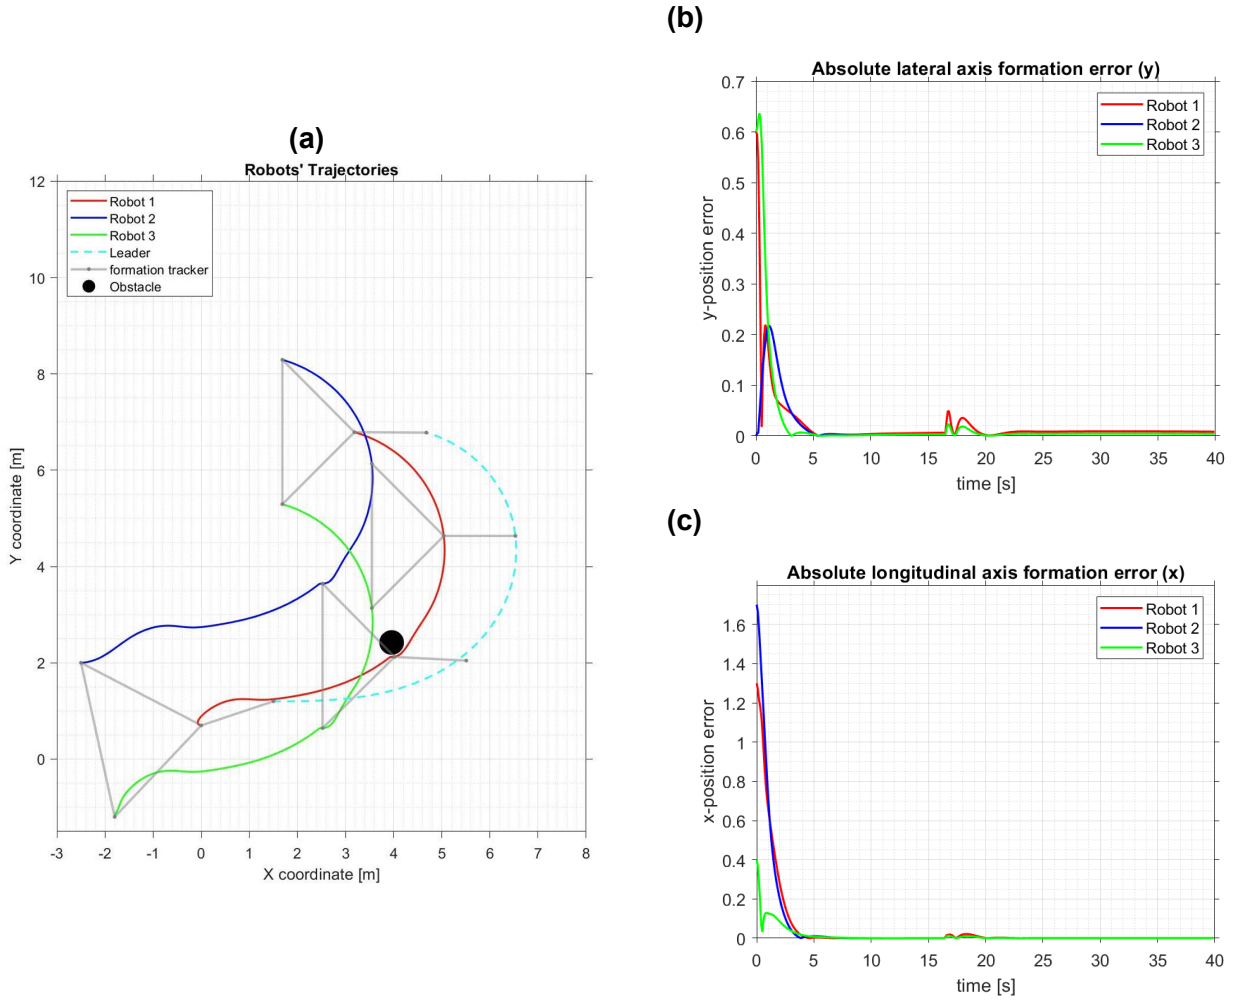 (a)
Robots' Trajectories
Robot 1
Robot 2
Robot 3
Leader
formation tracker
Obstacle
12
10
8
6
4
2
0
Y coordinate [m]
-3 -2 -1 0 1 2 3 4 5 6 7 8
X coordinate [m]
(b)
Absolute lateral axis formation error (y)
Robot 1
Robot 2
Robot 3
0.7
0.6
0.5
0.4
0.3
0.2
0.1
0
y-position error
0 5 10 15 20 25 30 35 40
time [s]
(c)
Absolute longitudinal axis formation error (x)
Robot 1
Robot 2
Robot 3
1.6
1.4
1.2
1
0.8
0.6
0.4
0.2
0
x-position error
0 5 10 15 20 25 30 35 40
time [s]